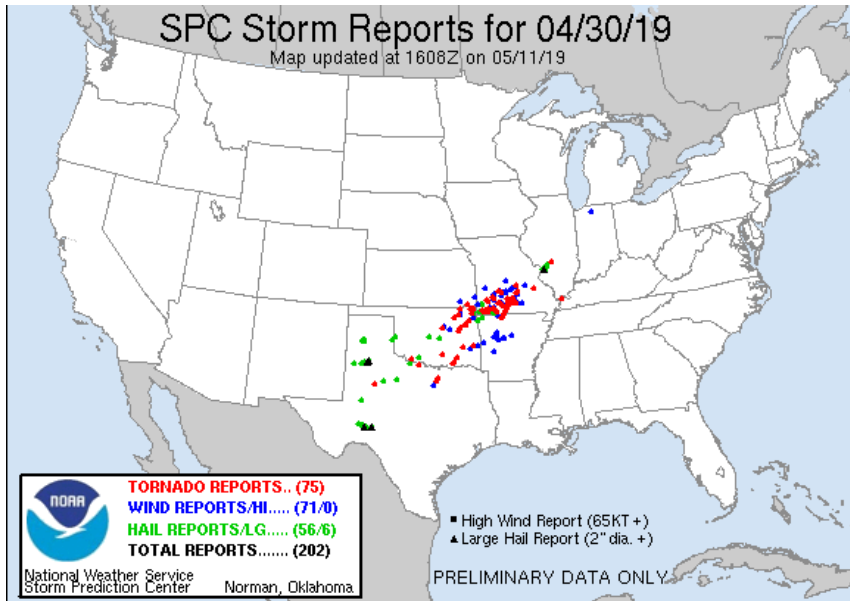 SPC Storm Reports for 04/30/19
Map updated at 1608Z on 05/11/19
NOAA
TORNADO REPORTS.. (75)
WIND REPORTS/HI..... (71/0)
HAIL REPORTS/LG..... (56/6)
TOTAL REPORTS....... (202)
National Weather Service
Storm Prediction Center Norman, Oklahoma
High Wind Report (65KT +)
Large Hail Report (2" dia. +)
PRELIMINARY DATA ONLY